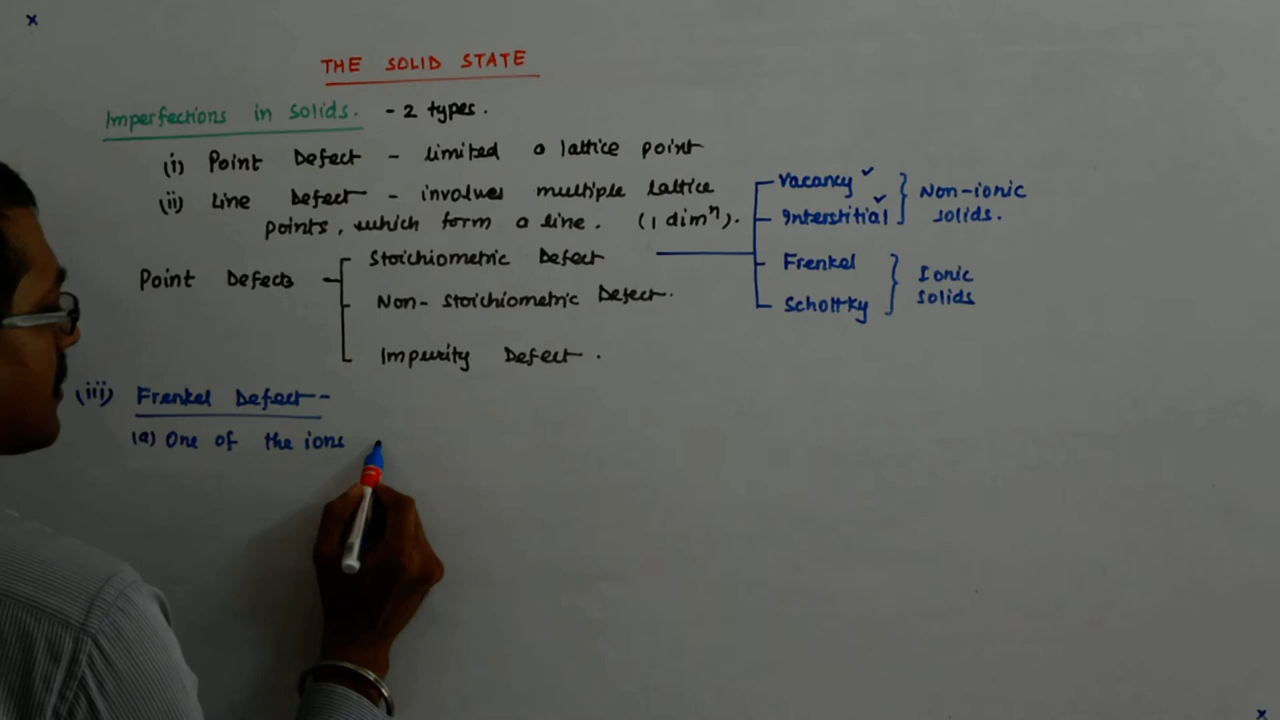 THE SOLID STATE
Imperfections in solids. - 2 types.
(i) Point Defect - limited a lattice point
(ii) Line Defect - involves multiple lattice
points, which form a line. (1 dimⁿ).
Vacancy ✓
Interstitial ✓
Non-ionic
solids.
Frenkel
Schottky
Ionic
solids
Point Defects
Stoichiometric Defect
Non-Stoichiometric Defect.
Impurity Defect.
(iii) Frenkel Defect-
(a) One of the ions